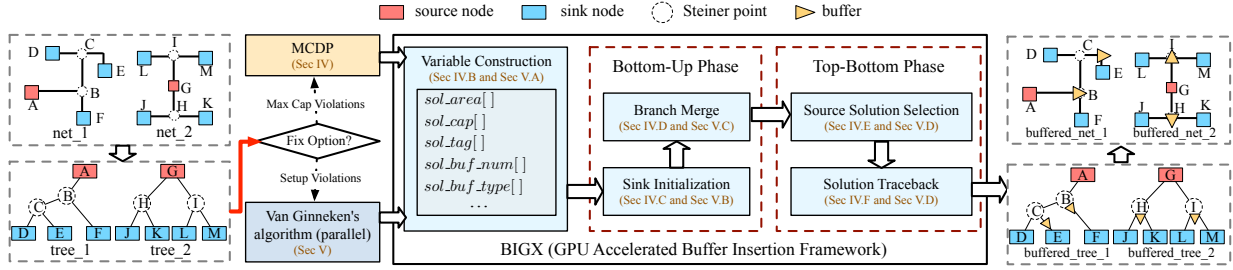 source node sink node Steiner point buffer
D C E A B F net_1
I L M G J H K net_2
A B C D E F tree_1
G H I J K L M tree_2
MCDP
(Sec IV)
Max Cap Violations
Fix Option?
Setup Violations
Van Ginneken's
algorithm (parallel)
(Sec V)
Variable Construction
(Sec IV.B and Sec V.A)
sol_area[ ]
sol_cap[ ]
sol_tag[ ]
sol_buf_num[ ]
sol_buf_type[ ]
...
Bottom-Up Phase
Branch Merge
(Sec IV.D and Sec V.C)
Sink Initialization
(Sec IV.C and Sec V.B)
Top-Bottom Phase
Source Solution Selection
(Sec IV.E and Sec V.D)
Solution Traceback
(Sec IV.F and Sec V.D)
BIGX (GPU Accelerated Buffer Insertion Framework)
D C E A B F buffered_net_1
I L M G J H K buffered_net_2
A B C D E F buffered_tree_1
G H I J K L M buffered_tree_2